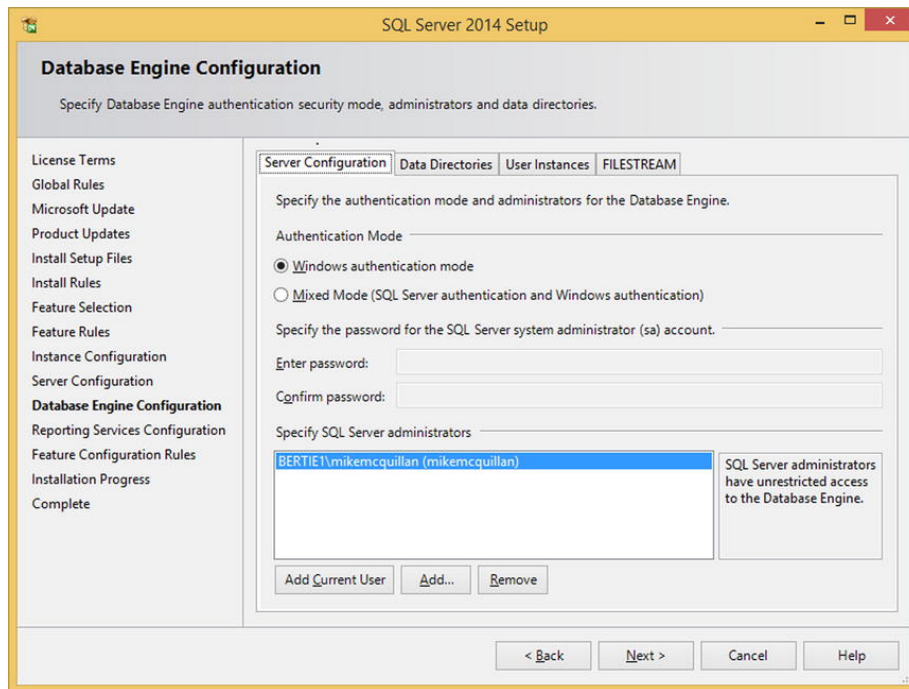 SQL Server 2014 Setup
Database Engine Configuration
Specify Database Engine authentication security mode, administrators and data directories.
License Terms
Global Rules
Microsoft Update
Product Updates
Install Setup Files
Install Rules
Feature Selection
Feature Rules
Instance Configuration
Server Configuration
Database Engine Configuration
Reporting Services Configuration
Feature Configuration Rules
Installation Progress
Complete
Server Configuration Data Directories User Instances FILESTREAM
Specify the authentication mode and administrators for the Database Engine.
Authentication Mode
Windows authentication mode
Mixed Mode (SQL Server authentication and Windows authentication)
Specify the password for the SQL Server system administrator (sa) account.
Enter password:
Confirm password:
Specify SQL Server administrators
BERTIE1\mikemcquillan (mikemcquillan)
SQL Server administrators
have unrestricted access
to the Database Engine.
Add Current User Add... Remove
< Back Next > Cancel Help